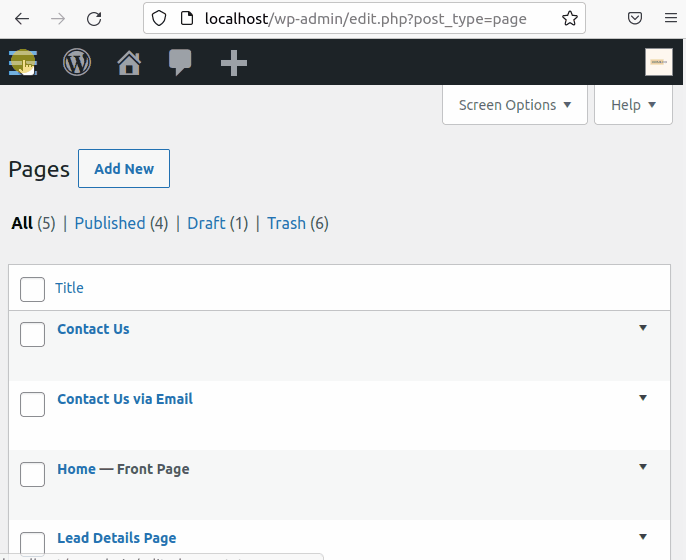 localhost/wp-admin/edit.php?post_type=page
Screen Options
Help
Pages
Add New
All (5) | Published (4) | Draft (1) | Trash (6)
Title
Contact Us
Contact Us via Email
Home — Front Page
Lead Details Page